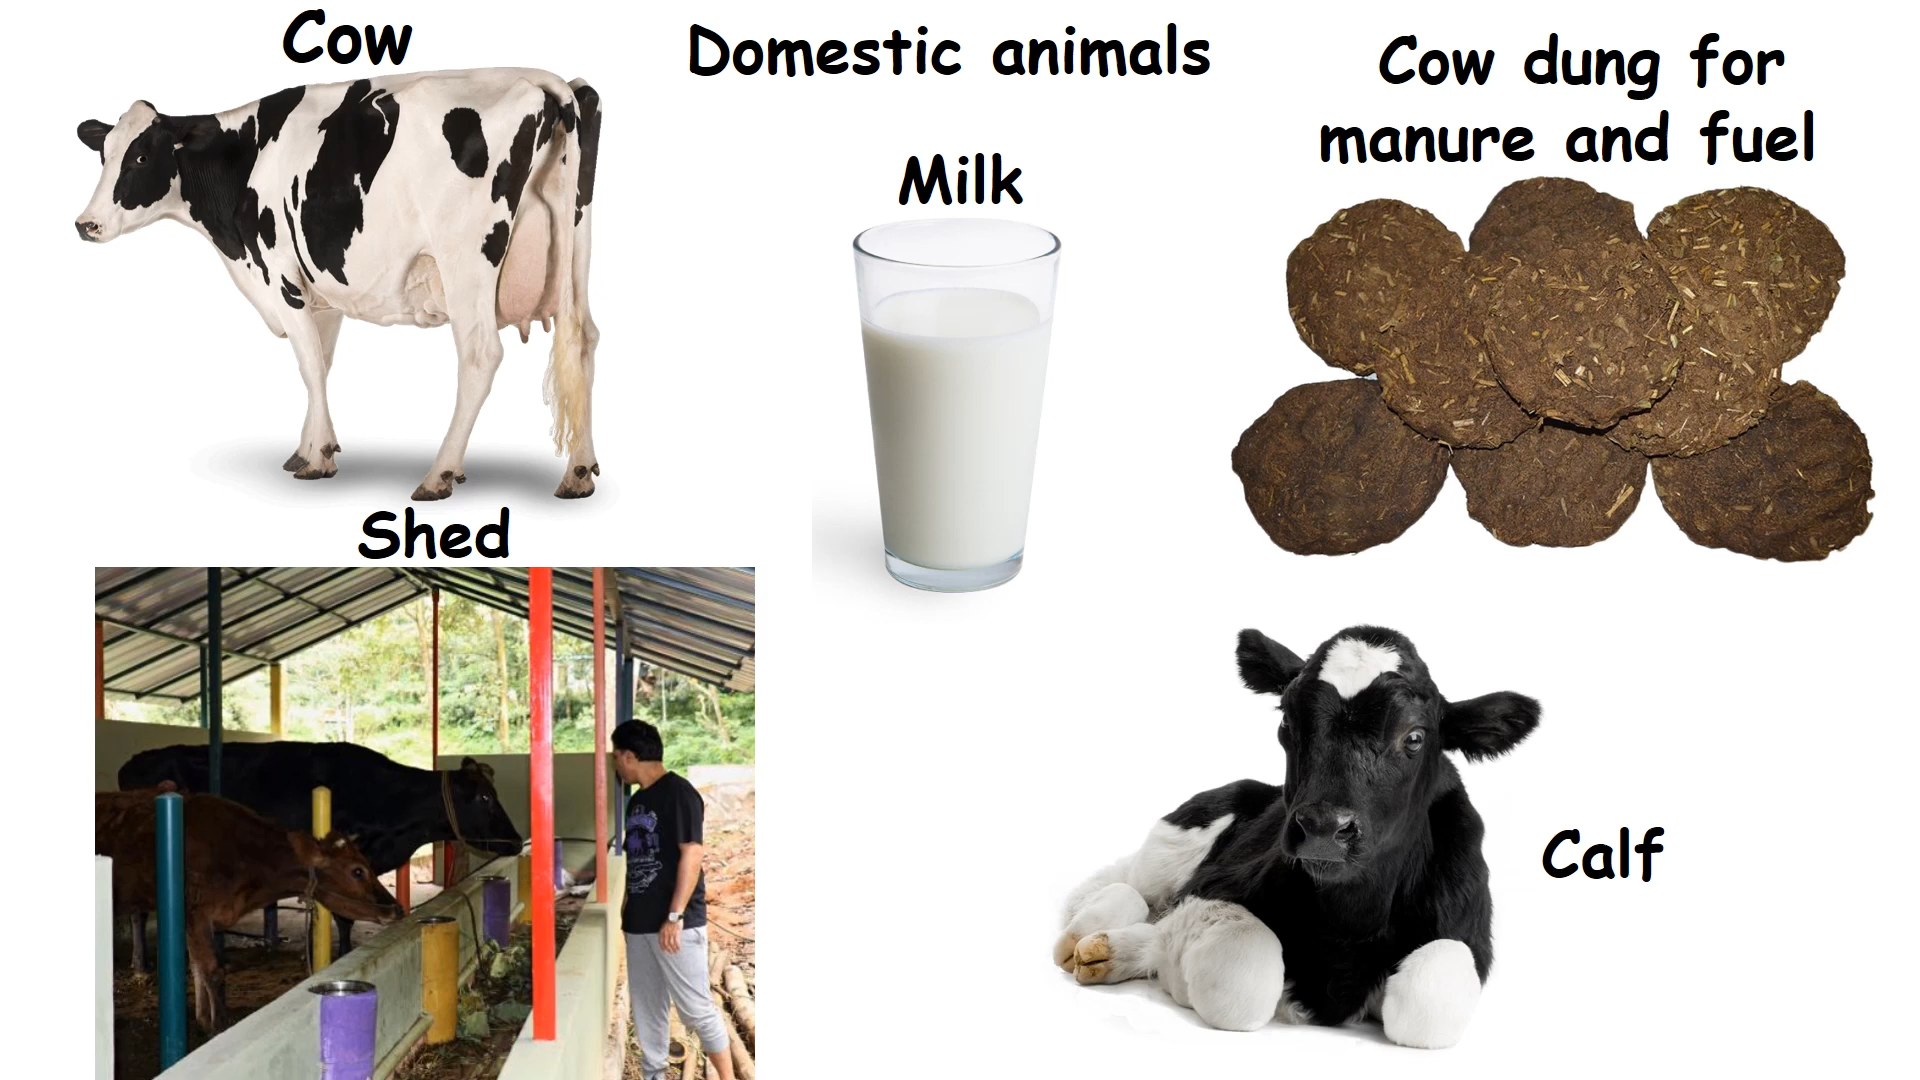 Cow
Domestic animals
Cow dung for
manure and fuel
Milk
Shed
Calf